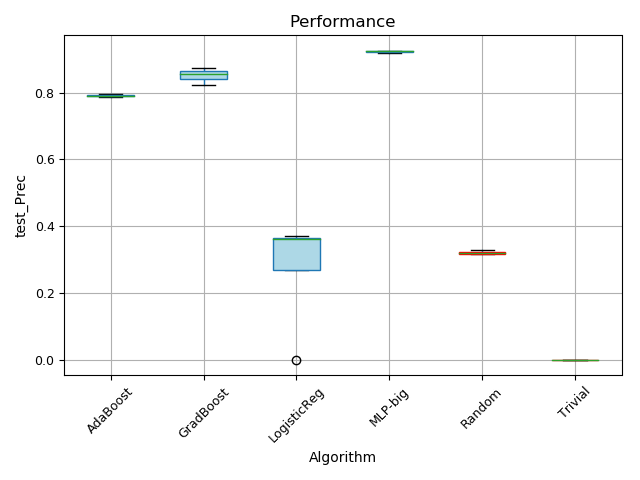 Performance
test_Prec
0.8
0.6
0.4
0.2
0.0
AdaBoost
GradBoost
LogisticReg
MLP-big
Random
Trivial
Algorithm